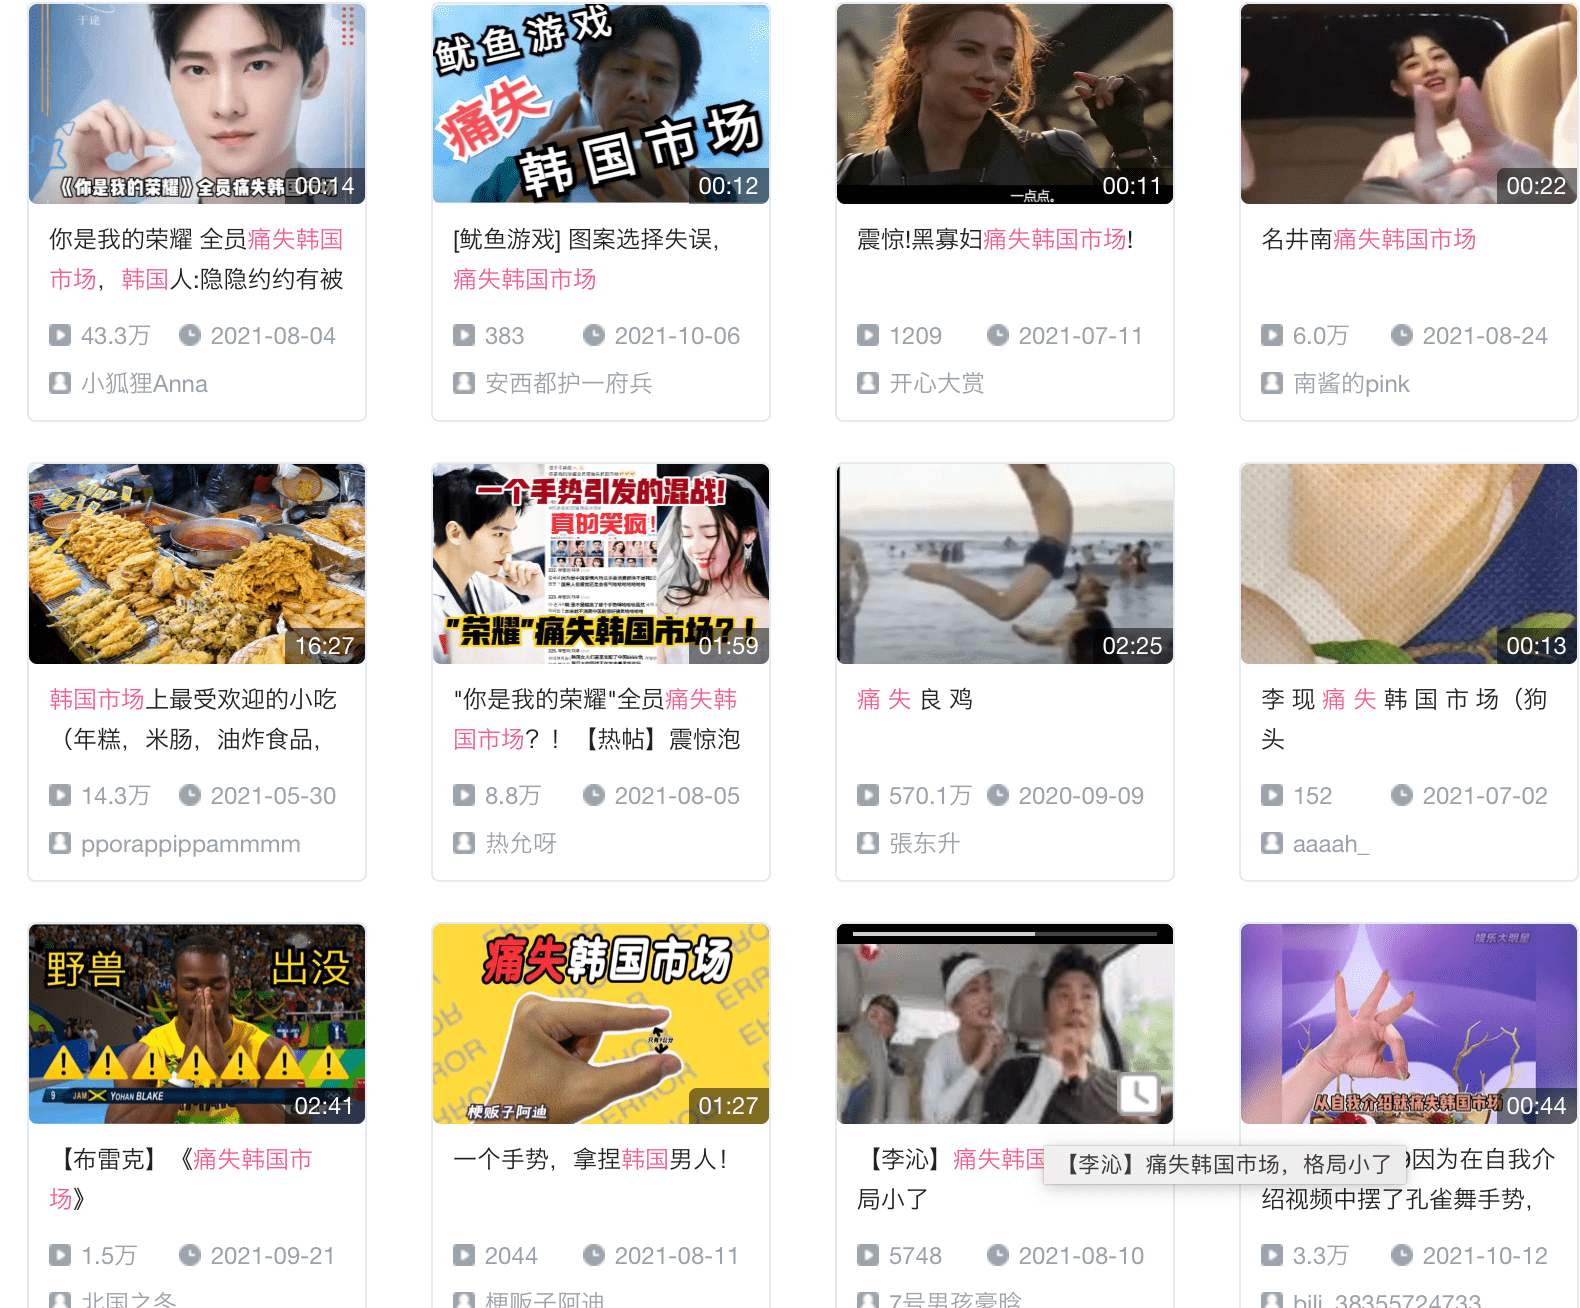 于途
《你是我的荣耀》全员痛失韩国市场
00:14
你是我的荣耀 全员痛失韩国
市场，韩国人:隐隐约约有被
43.3万 2021-08-04
小狐狸Anna
鱿鱼游戏
痛失
韩国市场
00:12
[鱿鱼游戏] 图案选择失误，
痛失韩国市场
383 2021-10-06
安西都护一府兵
一点点。
00:11
震惊!黑寡妇痛失韩国市场!
1209 2021-07-11
开心大赏
00:22
名井南痛失韩国市场
6.0万 2021-08-24
南酱的pink
16:27
韩国市场上最受欢迎的小吃
（年糕，米肠，油炸食品，
14.3万 2021-05-30
pporappippammmm
一个手势引发的混战!
真的笑疯!
"荣耀"痛失韩国市场?!
01:59
"你是我的荣耀"全员痛失韩
国市场？！【热帖】震惊泡
8.8万 2021-08-05
热允呀
02:25
痛 失 良 鸡
570.1万 2020-09-09
張东升
00:13
李 现 痛 失 韩 国 市 场（狗
头
152 2021-07-02
aaaah_
野兽 出没
9 JAM YOHAN BLAKE
02:41
【布雷克】《痛失韩国市
场》
1.5万 2021-09-21
北国之冬
痛失韩国市场
ERROR
梗贩子阿迪
01:27
一个手势，拿捏韩国男人！
2044 2021-08-11
梗贩子阿迪
【李沁】痛失韩国
局小了
【李沁】痛失韩国市场，格局小了
5748 2021-08-10
7号男孩豪晗
娱乐大明星
从自我介绍就痛失韩国市场
00:44
9因为在自我介
绍视频中摆了孔雀舞手势，
3.3万 2021-10-12
bili_38355724733